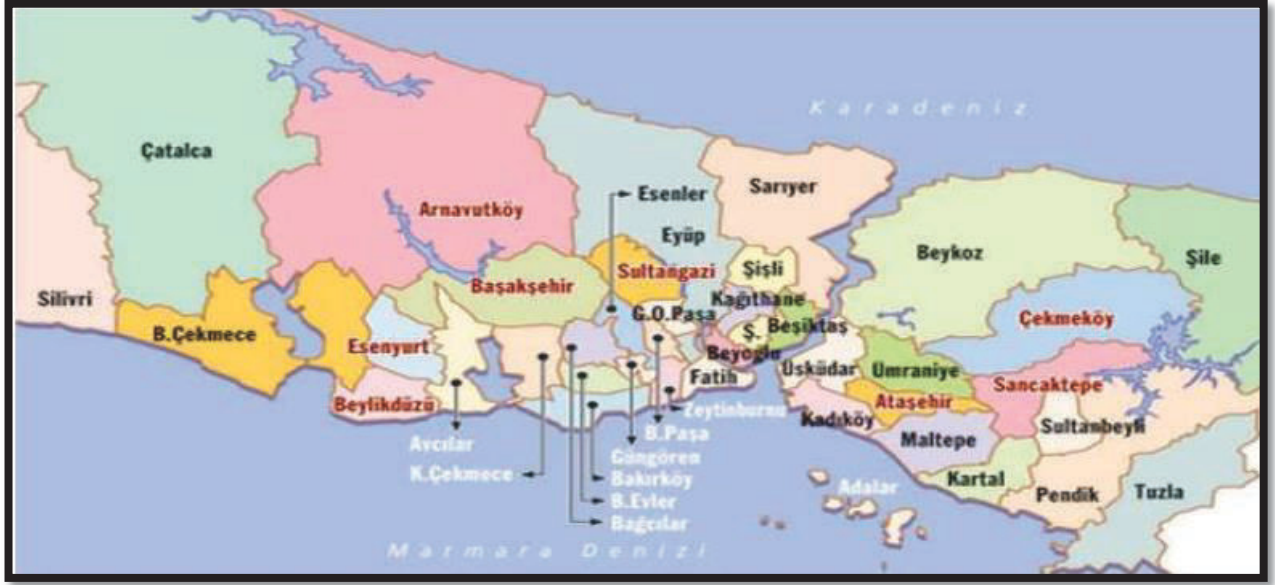 Karadeniz
Çatalca
Sarıyer
Esenler
Arnavutköy
Eyüp
Beykoz
Şile
Sultangazi
Şişli
Başakşehir
Silivri
Kağıthane
G.O.Paşa
Çekmeköy
B.Çekmece
Ş.
Beşiktaş
Esenyurt
Beyoğlu
Üsküdar
Ümraniye
Fatih
Sancaktepe
Beylikdüzü
Ataşehir
Zeytinburnu
Kadıköy
Sultanbeyli
B.Paşa
Maltepe
Avcılar
Güngören
K.Çekmece
Bakırköy
Kartal
Adalar
Pendik
Tuzla
B.Evler
Bağcılar
Marmara Denizi